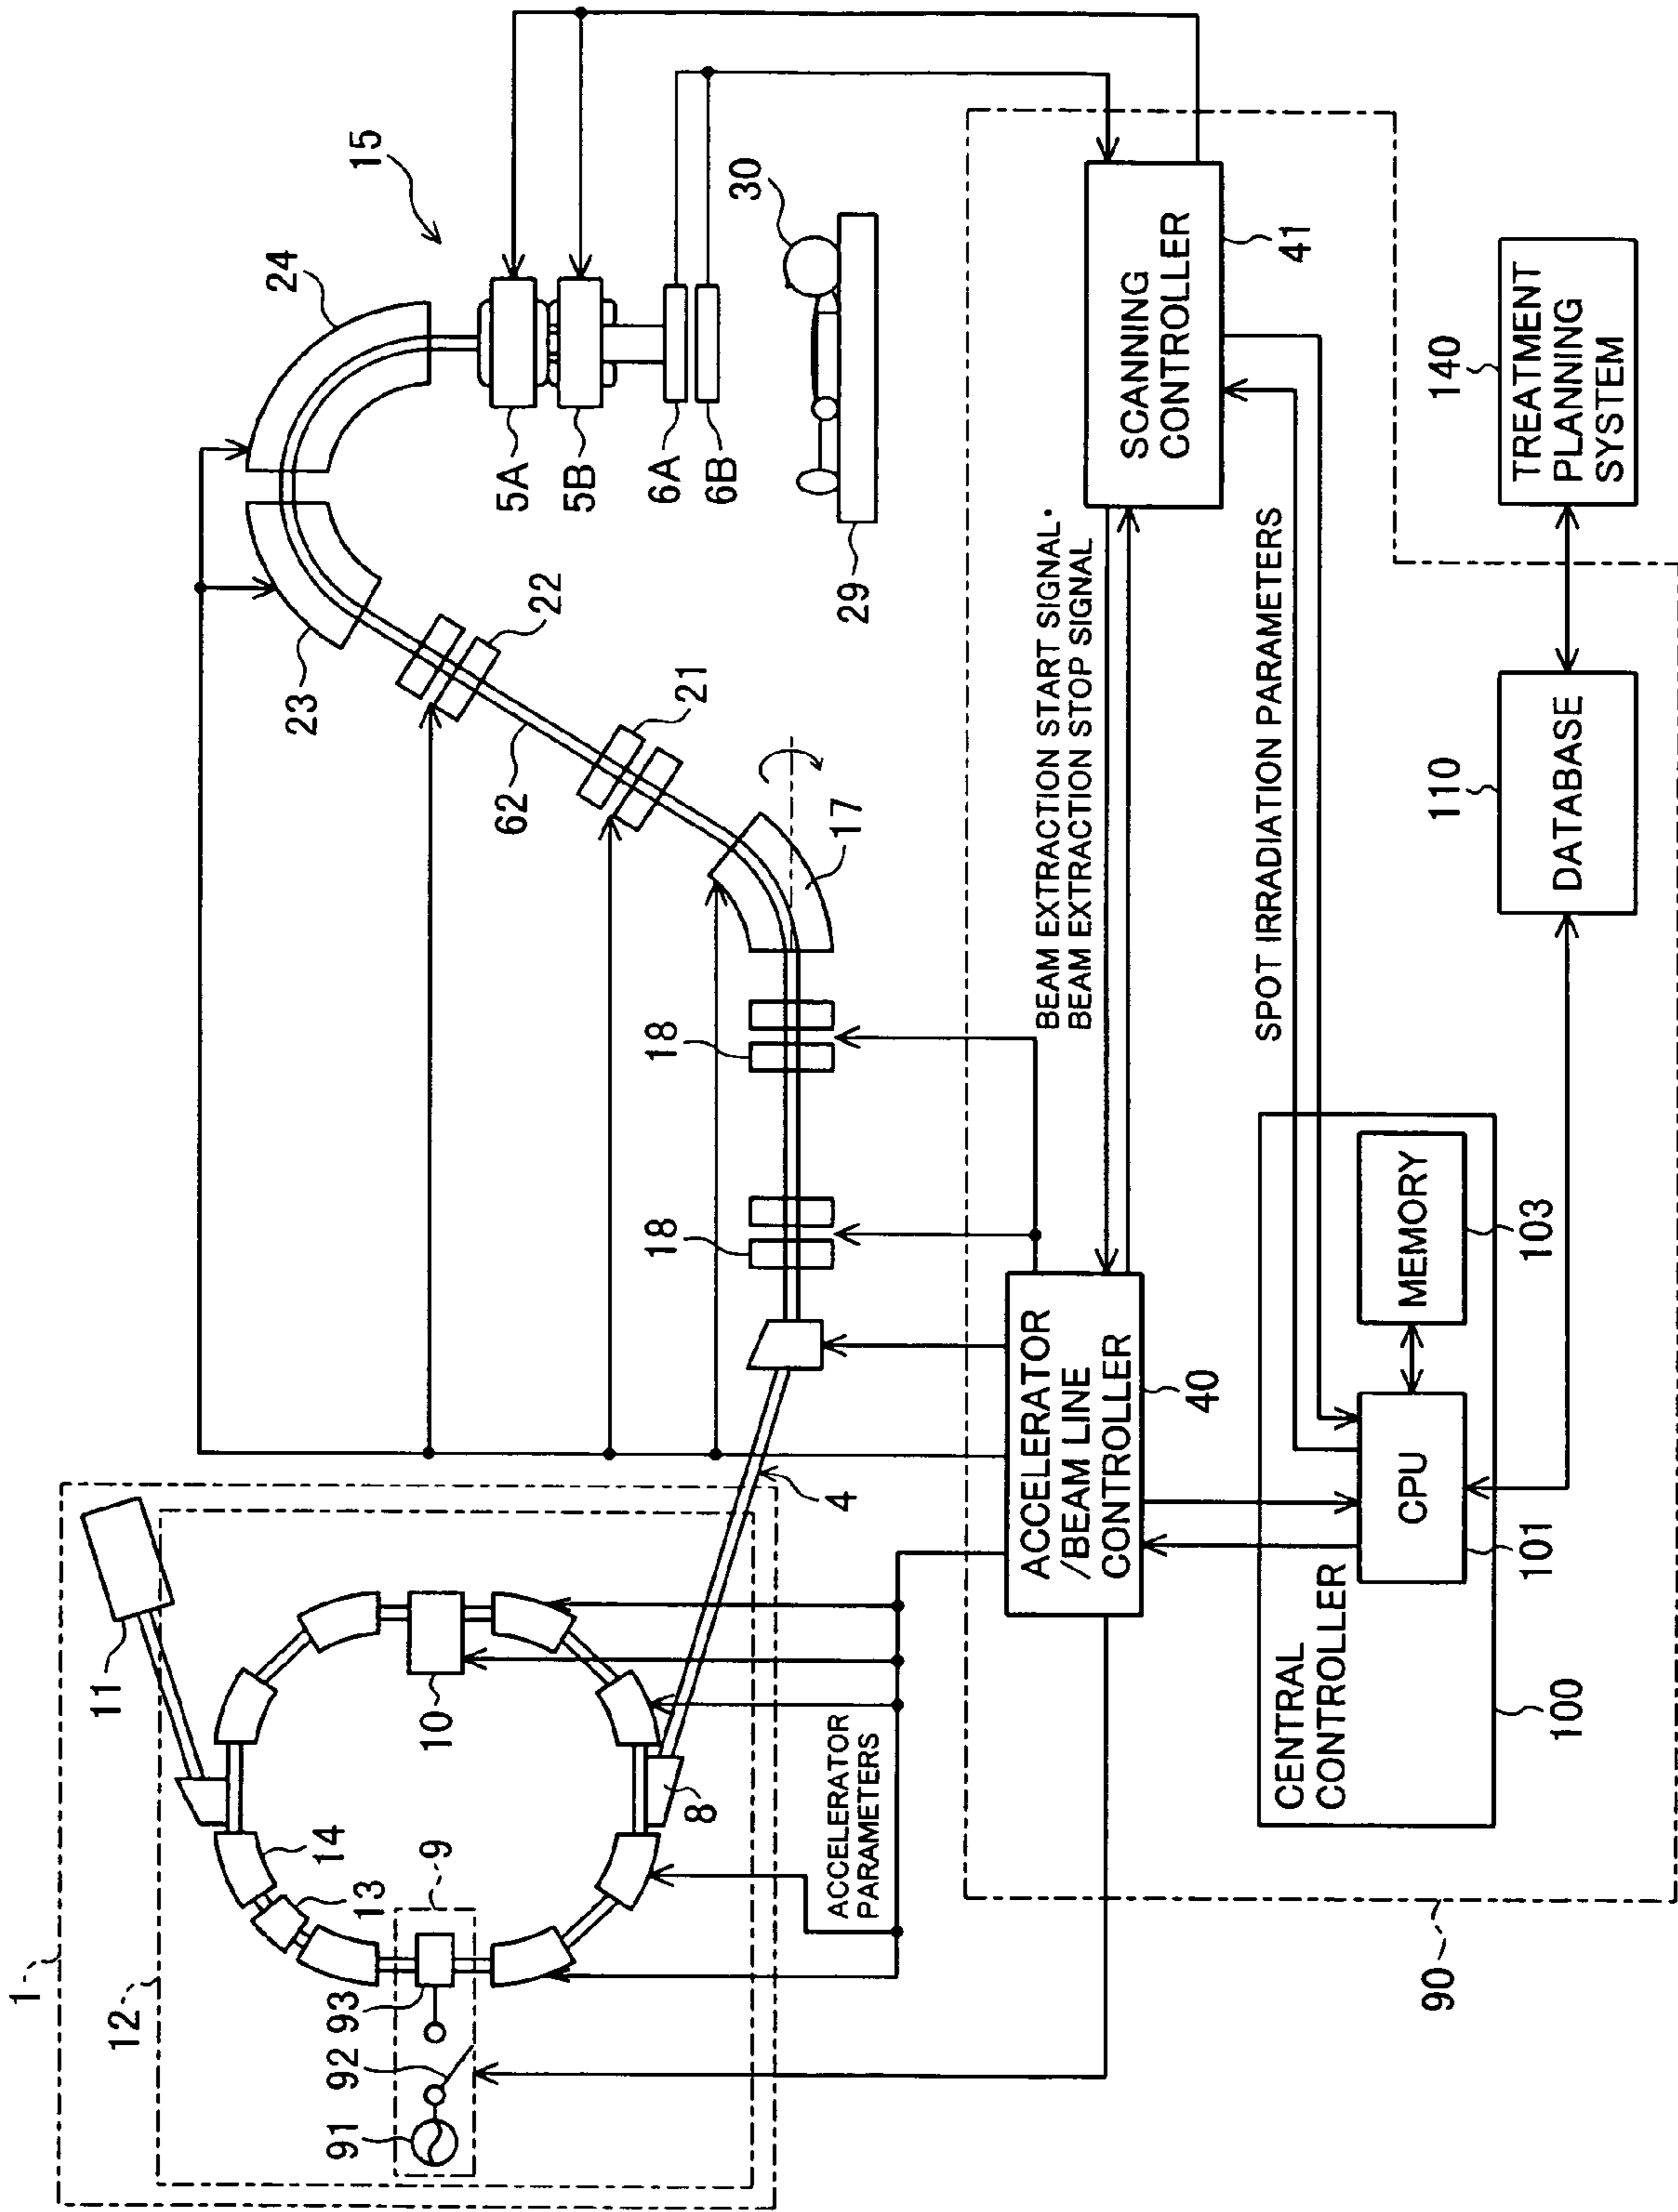 1
11
12
14
13
10
9
91
92
93
8
4
ACCELERATOR
PARAMETERS
18
18
17
21
62
22
23
24
15
5A
5B
6A
6B
30
29
BEAM EXTRACTION START SIGNAL·
BEAM EXTRACTION STOP SIGNAL
ACCELERATOR
/BEAM LINE
CONTROLLER
40
SCANNING
CONTROLLER
41
SPOT IRRADIATION PARAMETERS
CENTRAL
CONTROLLER
100
CPU
101
MEMORY
103
DATABASE
110
TREATMENT
PLANNING
SYSTEM
140
90